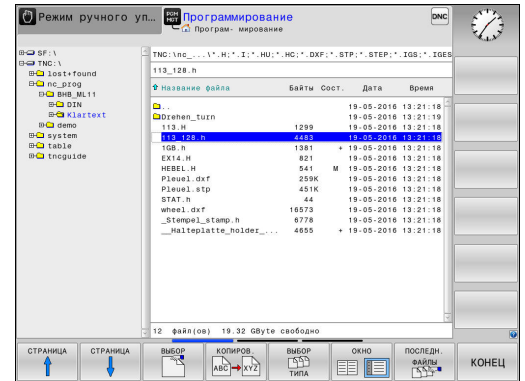 Режим ручного уп...
PGM
MGT
Программирование
Програм- мирование
DNC
SF:\
TNC:\
lost+found
nc_prog
BHB_ML11
DIN
Klartext
demo
system
table
tncguide
TNC:\nc_...\*.H;*.I;*.HU;*.HC;*.DXF;*.STP;*.STEP;*.IGS;*.IGES
113_128.h
Название файла Байты Сост. Дата Время
.. 19-05-2016 13:21:18
Drehen_turn 19-05-2016 13:21:19
113.H 1299 19-05-2016 13:21:18
113_128.h 4483 19-05-2016 13:21:18
1GB.h 1381 + 19-05-2016 13:21:18
EX14.H 821 19-05-2016 13:21:18
HEBEL.H 541 M 19-05-2016 13:21:18
Pleuel.dxf 259K 19-05-2016 13:21:18
Pleuel.stp 451K 19-05-2016 13:21:18
STAT.h 44 19-05-2016 13:21:18
wheel.dxf 16573 19-05-2016 13:21:18
_Stempel_stamp.h 6778 19-05-2016 13:21:18
__Halteplatte_holder_... 4655 + 19-05-2016 13:21:18
12 файл(ов) 19.32 GByte свободно
СТРАНИЦА
СТРАНИЦА
ВЫБОР
КОПИРОВ.
ABC
XYZ
ВЫБОР
ТИПА
ОКНО
ПОСЛЕДН.
ФАЙЛЫ
КОНЕЦ